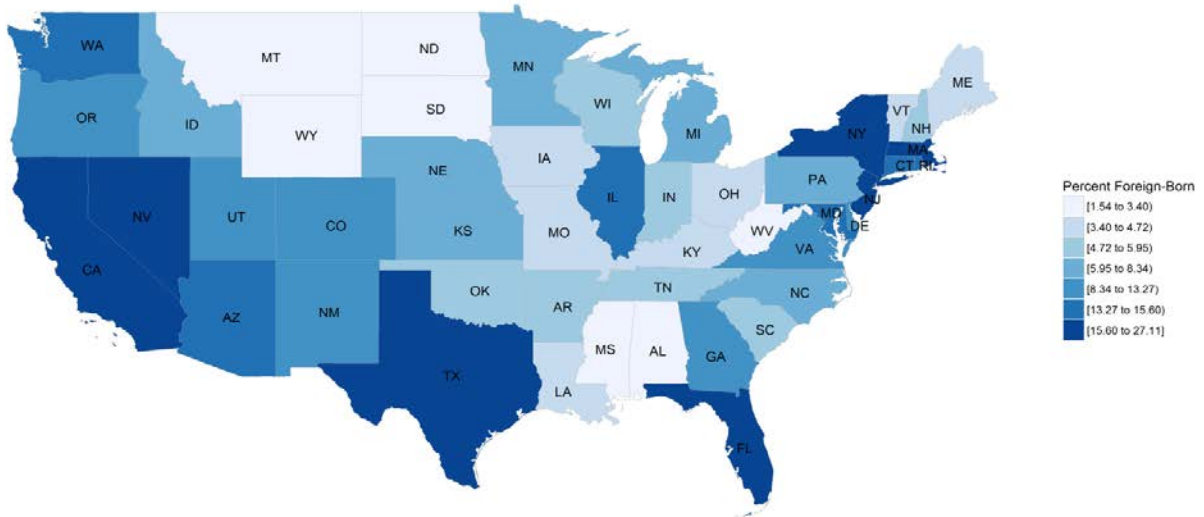 WA
MT
ND
MN
ME
OR
ID
WY
SD
WI
MI
VT
NH
NY
MA
CT
RI
IA
NE
PA
NJ
NV
UT
CO
KS
IL
IN
OH
MD
DE
WV
VA
MO
KY
CA
AZ
NM
OK
AR
TN
NC
SC
MS
AL
GA
TX
LA
FL
Percent Foreign-Born
[1.54 to 3.40)
[3.40 to 4.72)
[4.72 to 5.95)
[5.95 to 8.34)
[8.34 to 13.27)
[13.27 to 15.60)
[15.60 to 27.11]